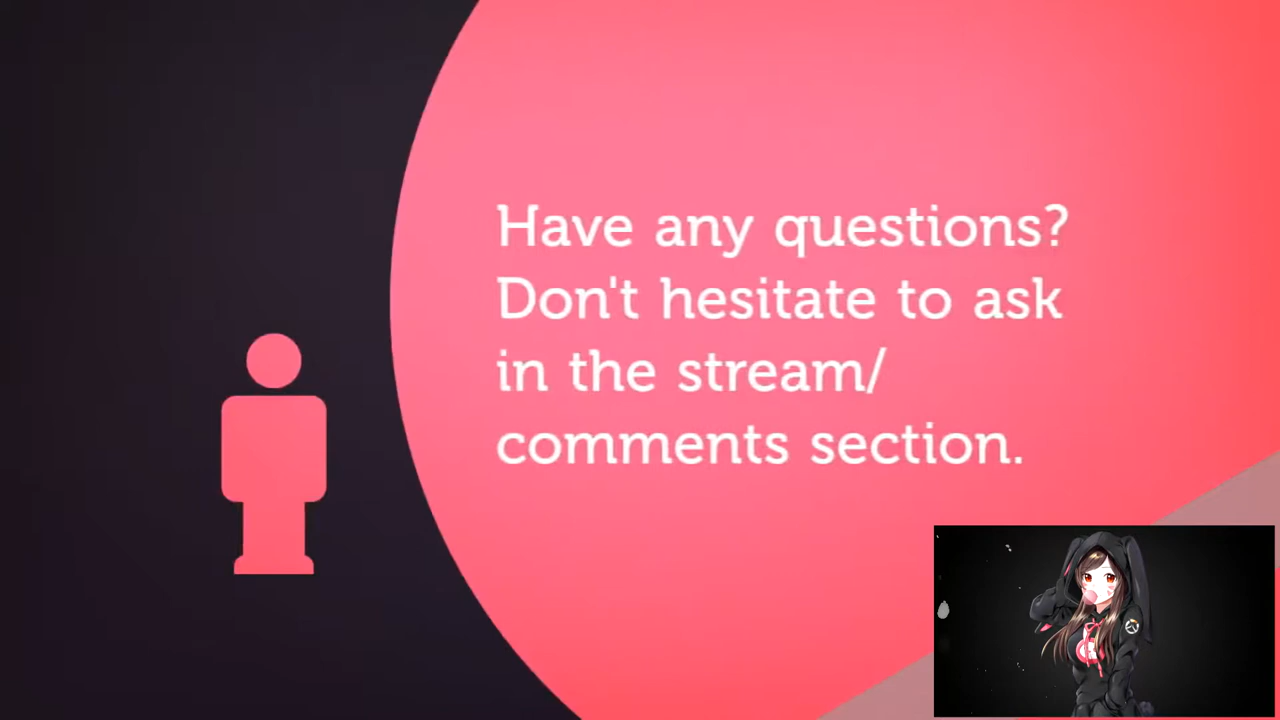 Have any questions?
Don't hesitate to ask
in the stream/
comments section.